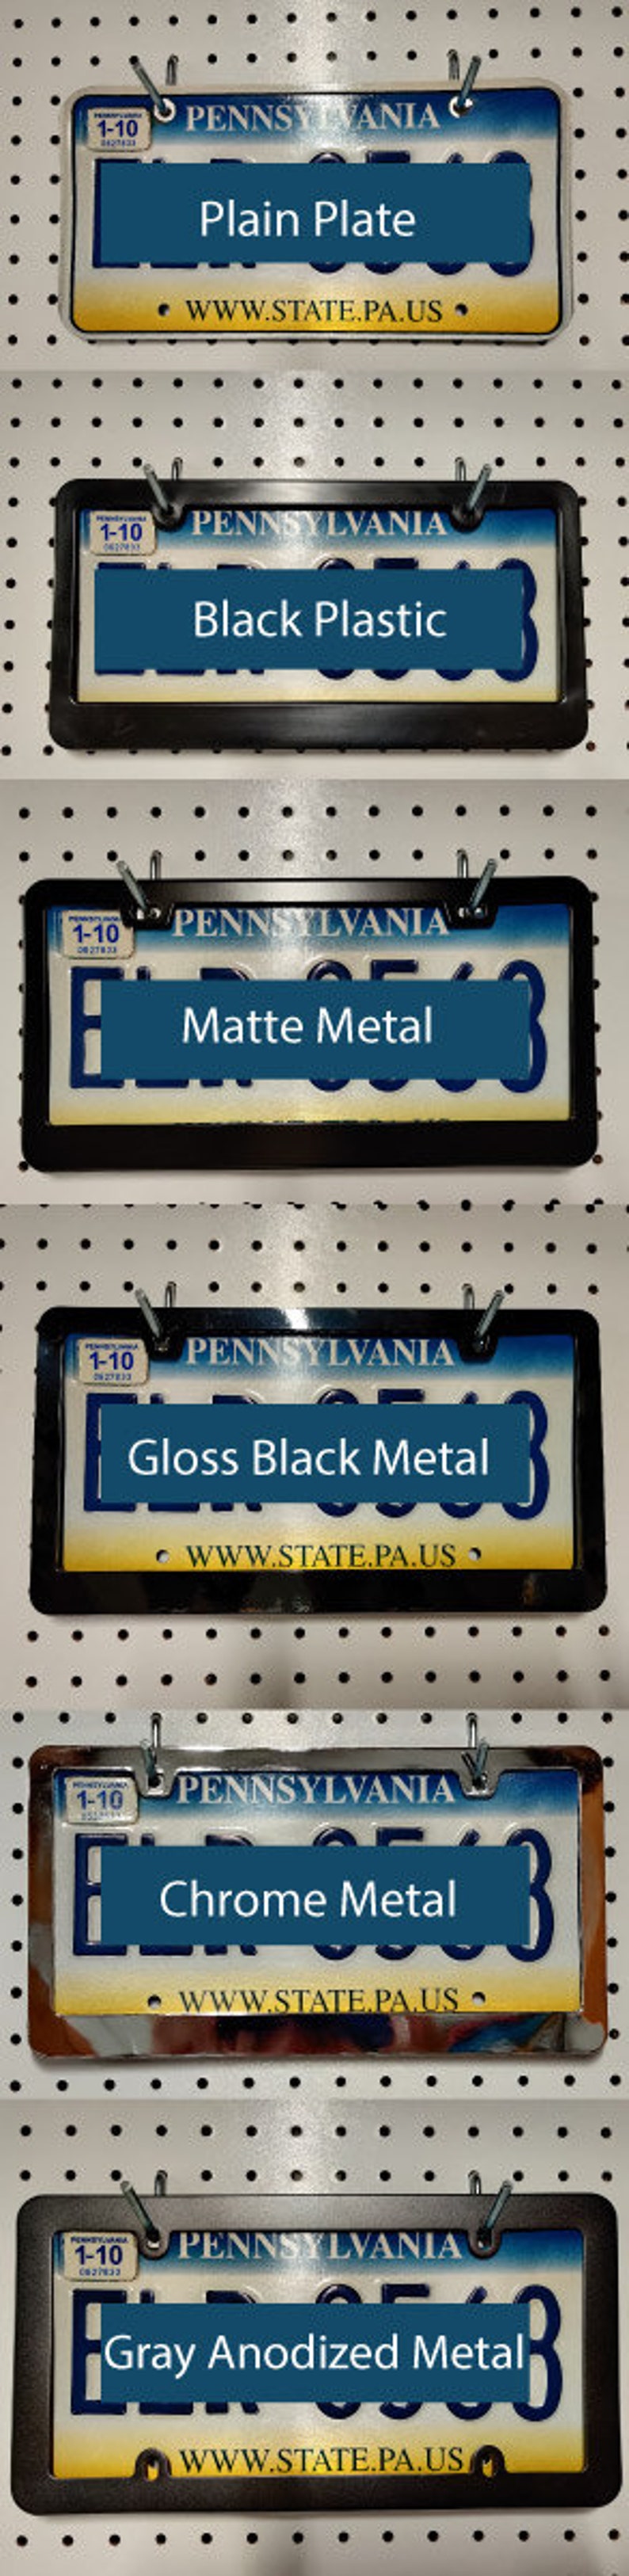 PENNSYLVANIA
1-10
Plain Plate
WWW.STATE.PA.US
PENNSYLVANIA
1-10
Black Plastic
PENNSYLVANIA
1-10
Matte Metal
PENNSYLVANIA
1-10
Gloss Black Metal
WWW.STATE.PA.US
PENNSYLVANIA
1-10
Chrome Metal
WWW.STATE.PA.US
PENNSYLVANIA
1-10
Gray Anodized Metal
WWW.STATE.PA.US